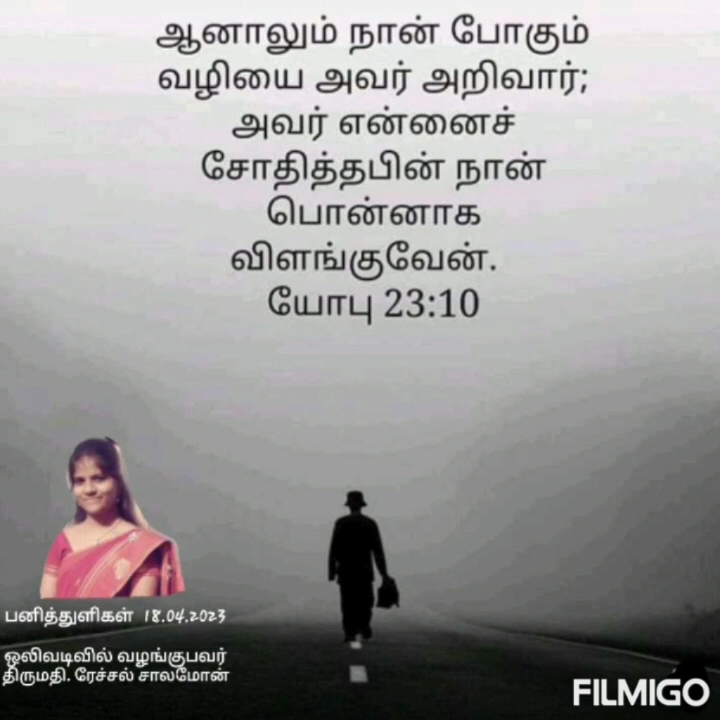 ஆனாலும் நான் போகும்
வழியை அவர் அறிவார்;
அவர் என்னைச்
சோதித்தபின் நான்
பொன்னாக
விளங்குவேன்.
யோபு 23:10
பனித்துளிகள் 18.04.2023
ஒலிவடிவில் வழங்குபவர்
திருமதி. ரேச்சல் சாலமோன்
FILMIGO